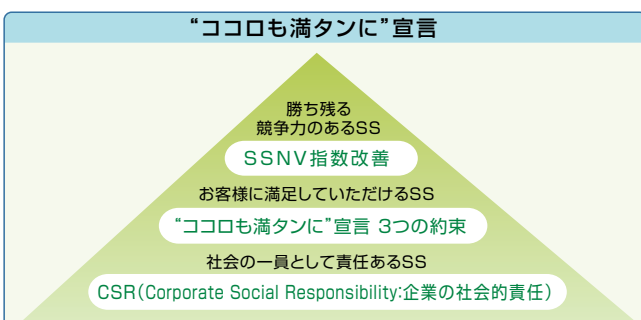 “ココロも満タンに”宣言
勝ち残る
競争力のあるSS
SSNV指数改善
お客様に満足していただけるSS
“ココロも満タンに”宣言 3つの約束
社会の一員として責任あるSS
CSR(Corporate Social Responsibility:企業の社会的責任)